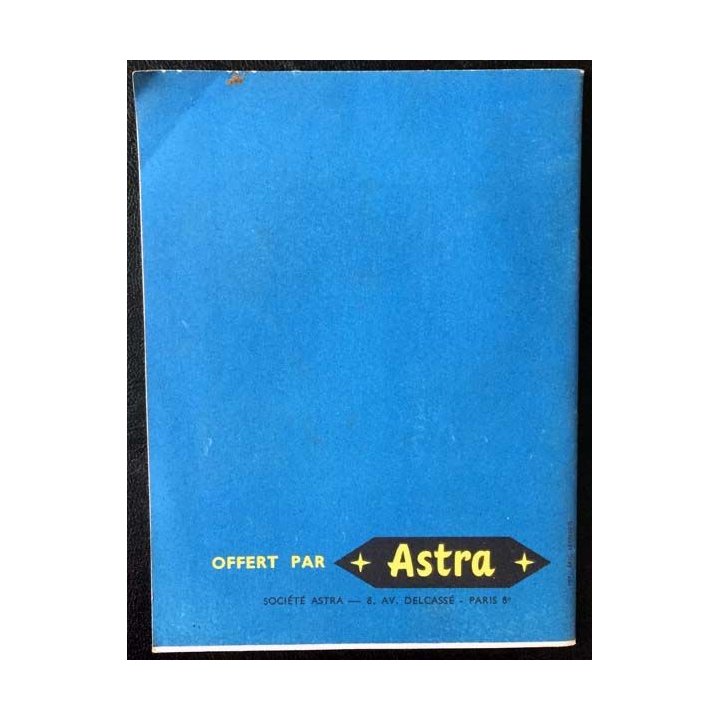 OFFERT PAR Astra
SOCIÉTÉ ASTRA — 8, AV. DELCASSÉ - PARIS 8e